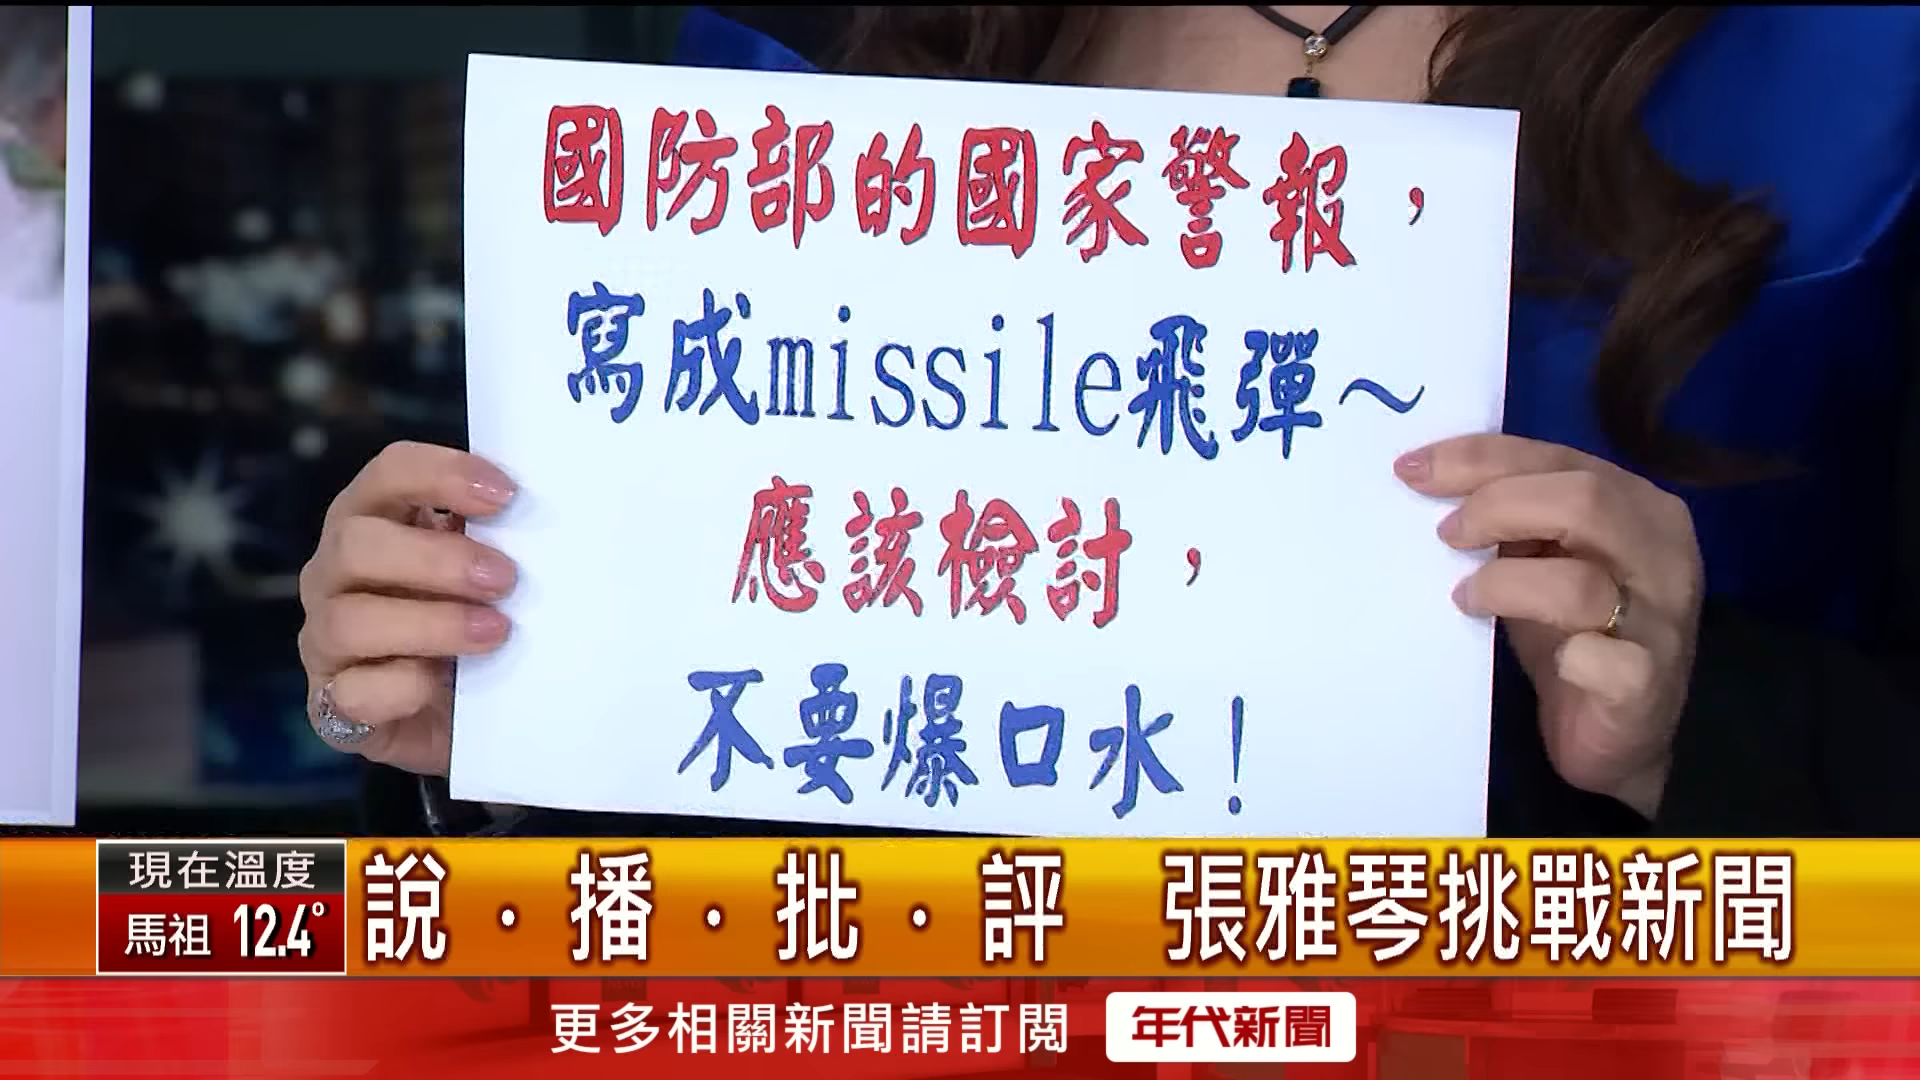 國防部的國家警報，
寫成missile飛彈～
應該檢討，
不要爆口水！
現在溫度
馬祖 12.4°
說・播・批・評 張雅琴挑戰新聞
更多相關新聞請訂閱 年代新聞